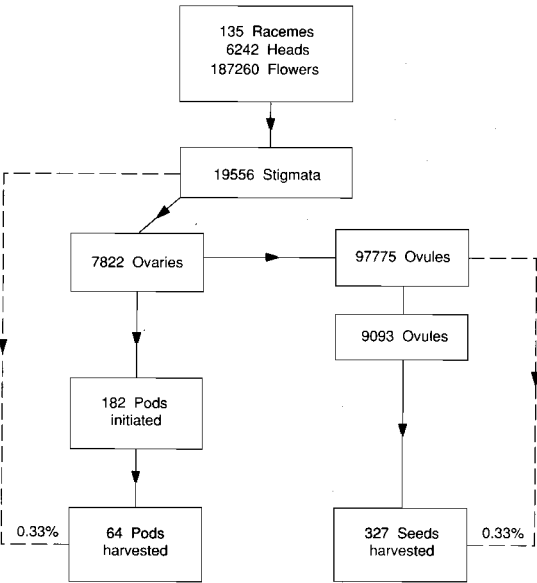 135 Racemes
6242 Heads
187260 Flowers
19556 Stigmata
7822 Ovaries
97775 Ovules
9093 Ovules
182 Pods
initiated
0.33%
64 Pods
harvested
327 Seeds
harvested
0.33%